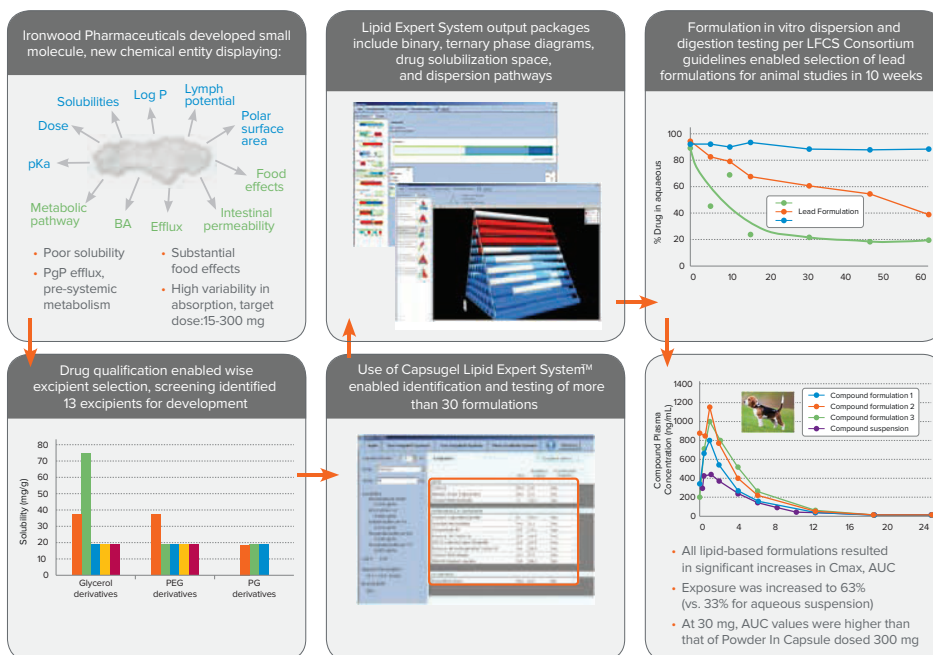 Ironwood Pharmaceuticals developed small
molecule, new chemical entity displaying:
Solubilities
Log P
Lymph
potential
Dose
Polar
surface
area
pKa
Food
effects
Metabolic
pathway
BA
Efflux
Intestinal
permeability
• Poor solubility
• PgP efflux,
pre-systemic
metabolism
• Substantial
food effects
• High variability in
absorption, target
dose:15-300 mg
Drug qualification enabled wise
excipient selection, screening identified
13 excipients for development
Solubility (mg/g)
80
70
60
50
40
30
20
10
0
Glycerol
derivatives
PEG
derivatives
PG
derivatives
Use of Capsugel Lipid Expert System™
enabled identification and testing of more
than 30 formulations
Lipid Expert System output packages
include binary, ternary phase diagrams,
drug solubilization space,
and dispersion pathways
Formulation in vitro dispersion and
digestion testing per LFCS Consortium
guidelines enabled selection of lead
formulations for animal studies in 10 weeks
% Drug in aqueous
100
80
60
40
20
0
Lead Formulation
0 10 20 30 40 50 60
Compound Plasma
Concentration (ng/mL)
1400
1200
1000
800
600
400
200
0
Compound formulation 1
Compound formulation 2
Compound formulation 3
Compound suspension
0 4 8 12 16 20 24
• All lipid-based formulations resulted
in significant increases in Cmax, AUC
• Exposure was increased to 63%
(vs. 33% for aqueous suspension)
• At 30 mg, AUC values were higher than
that of Powder In Capsule dosed 300 mg